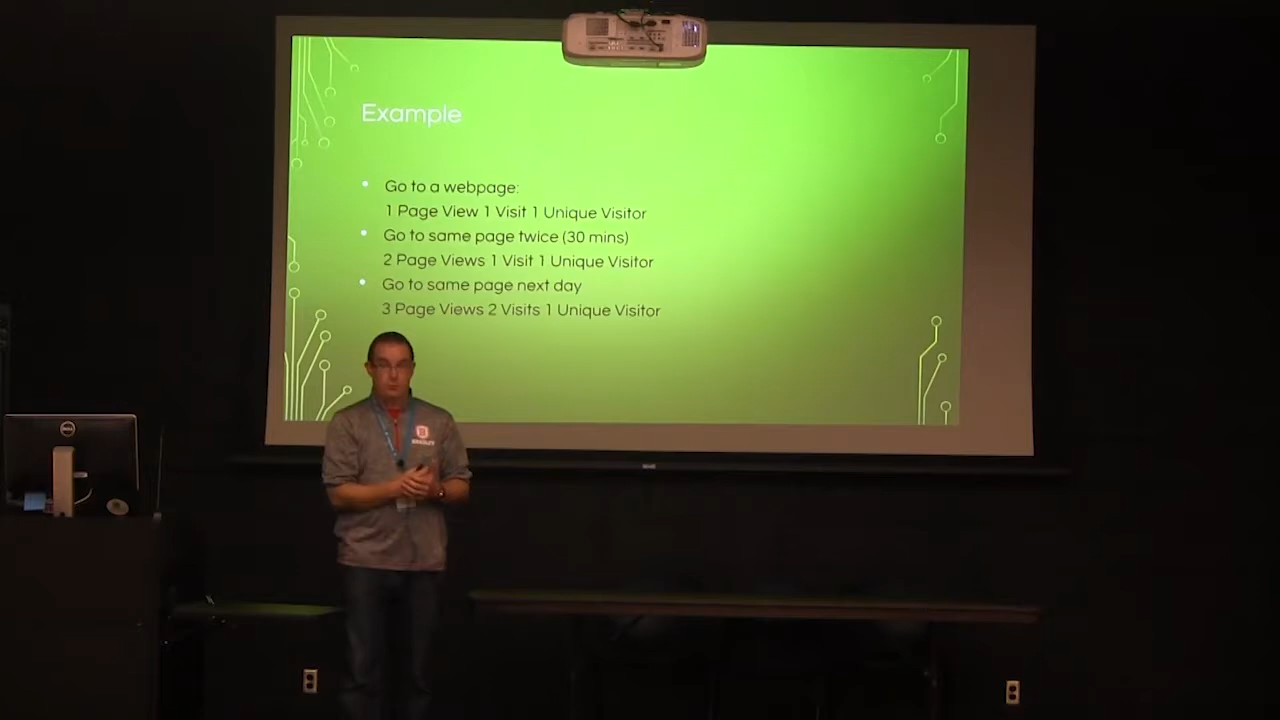 Example
Go to a webpage:
1 Page View 1 Visit 1 Unique Visitor
Go to same page twice (30 mins)
2 Page Views 1 Visit 1 Unique Visitor
Go to same page next day
3 Page Views 2 Visits 1 Unique Visitor
DELL
B
BRADLEY